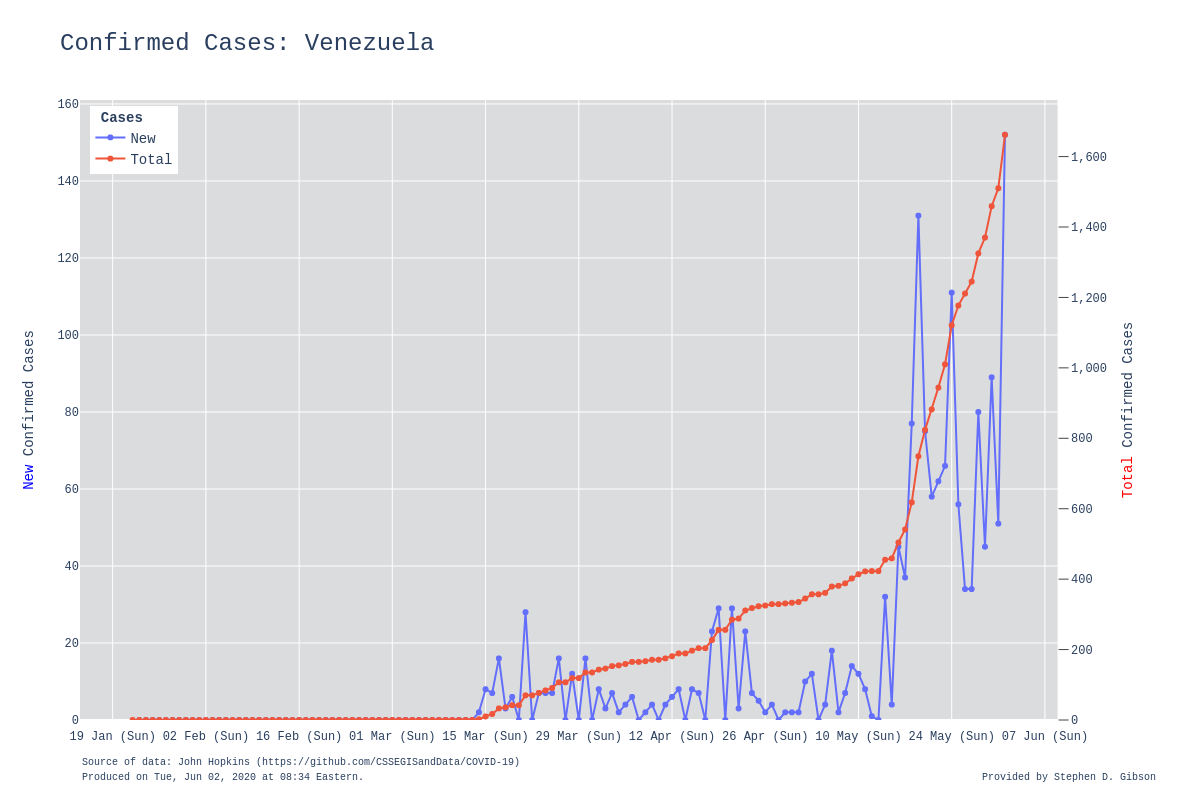 Confirmed Cases: Venezuela
Cases
New
Total
160
140
120
100
80
60
40
20
0
New Confirmed Cases
1,600
1,400
1,200
1,000
800
600
400
200
0
Total Confirmed Cases
19 Jan (Sun) 02 Feb (Sun) 16 Feb (Sun) 01 Mar (Sun) 15 Mar (Sun) 29 Mar (Sun) 12 Apr (Sun) 26 Apr (Sun) 10 May (Sun) 24 May (Sun) 07 Jun (Sun)
Source of data: John Hopkins (https://github.com/CSSEGISandData/COVID-19)
Produced on Tue, Jun 02, 2020 at 08:34 Eastern.
Provided by Stephen D. Gibson